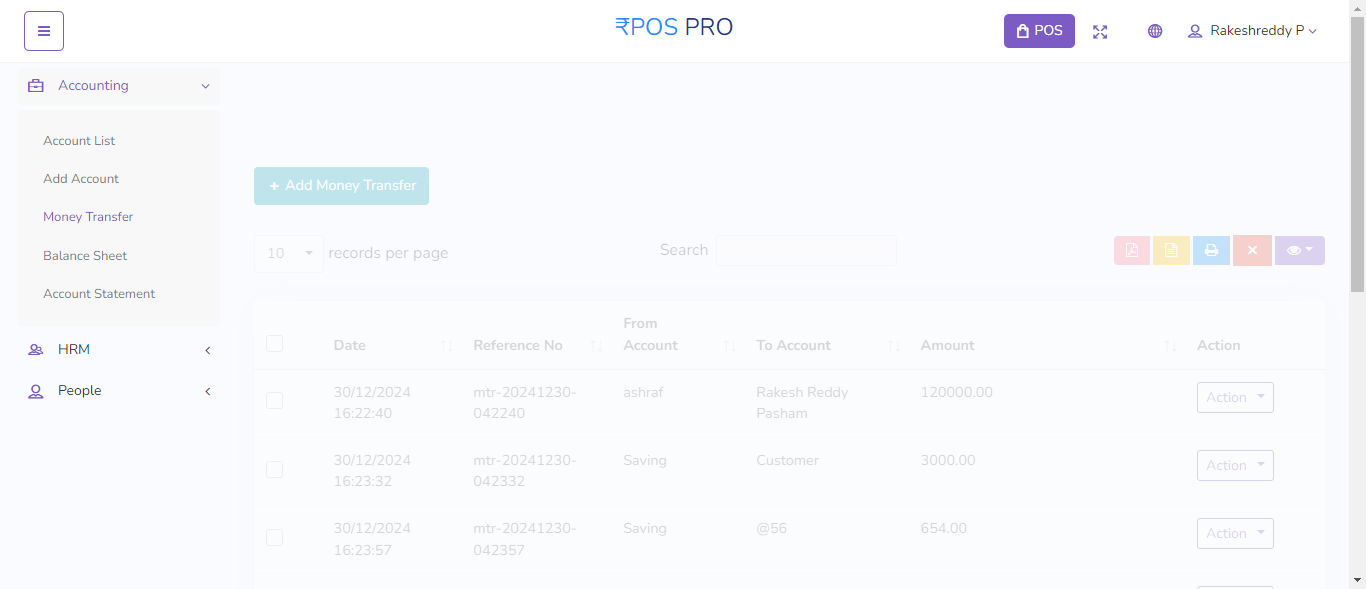 ₹POS PRO
POS
Rakeshreddy P
Accounting
Account List
Add Account
Money Transfer
Balance Sheet
Account Statement
HRM
People
+ Add Money Transfer
10 records per page
Search
Date Reference No From Account To Account Amount Action
30/12/2024 16:22:40 mtr-20241230-042240 ashraf Rakesh Reddy Pasham 120000.00 Action
30/12/2024 16:23:32 mtr-20241230-042332 Saving Customer 3000.00 Action
30/12/2024 16:23:57 mtr-20241230-042357 Saving @56 654.00 Action